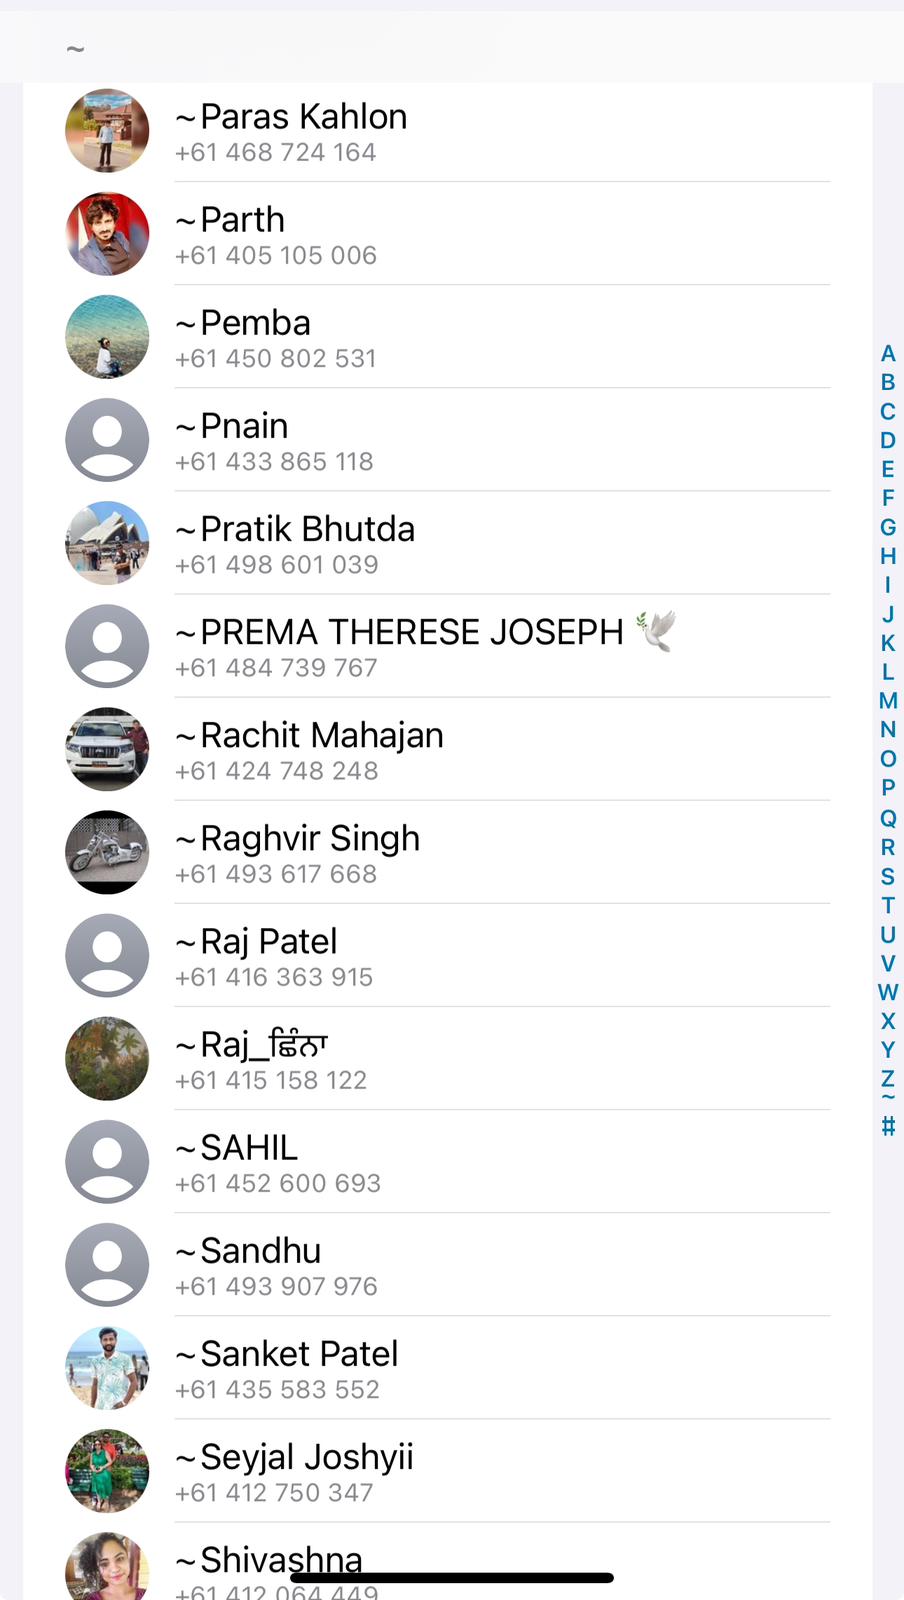 ~
~Paras Kahlon
+61 468 724 164
~Parth
+61 405 105 006
~Pemba
+61 450 802 531
~Pnain
+61 433 865 118
~Pratik Bhutda
+61 498 601 039
~PREMA THERESE JOSEPH 🕊️
+61 484 739 767
~Rachit Mahajan
+61 424 748 248
~Raghvir Singh
+61 493 617 668
~Raj Patel
+61 416 363 915
~Raj_ਛਿੰਨਾ
+61 415 158 122
~SAHIL
+61 452 600 693
~Sandhu
+61 493 907 976
~Sanket Patel
+61 435 583 552
~Seyjal Joshyii
+61 412 750 347
~Shivashna
+61 412 064 449
A
B
C
D
E
F
G
H
I
J
K
L
M
N
O
P
Q
R
S
T
U
V
W
X
Y
Z
~
#